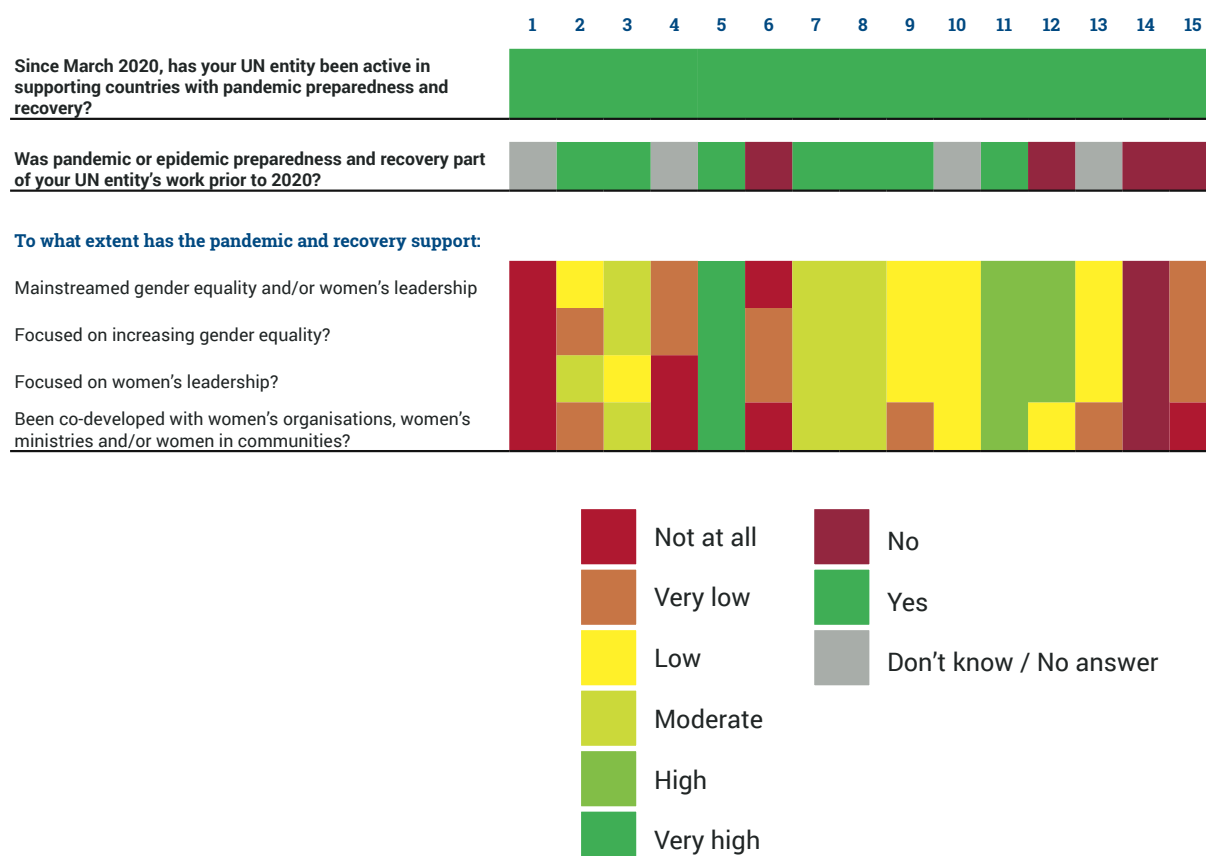 1 2 3 4 6 7 8 9 10 11 12 13 14 15
Since March 2020, has your UN entity been active in
supporting countries with pandemic preparedness and
recovery?
Was pandemic or epidemic preparedness and recovery part
of your UN entity's work prior to 2020?
To what extent has the pandemic and recovery support:
Mainstreamed gender equality and/or women's leadership
Focused on increasing gender equality?
Focused on women's leadership?
Been co-developed with women's organisations, women's
ministries and/or women in communities?
Not at all
Very low
Low
Moderate
High
Very high
No
Yes
Don't know / No answer